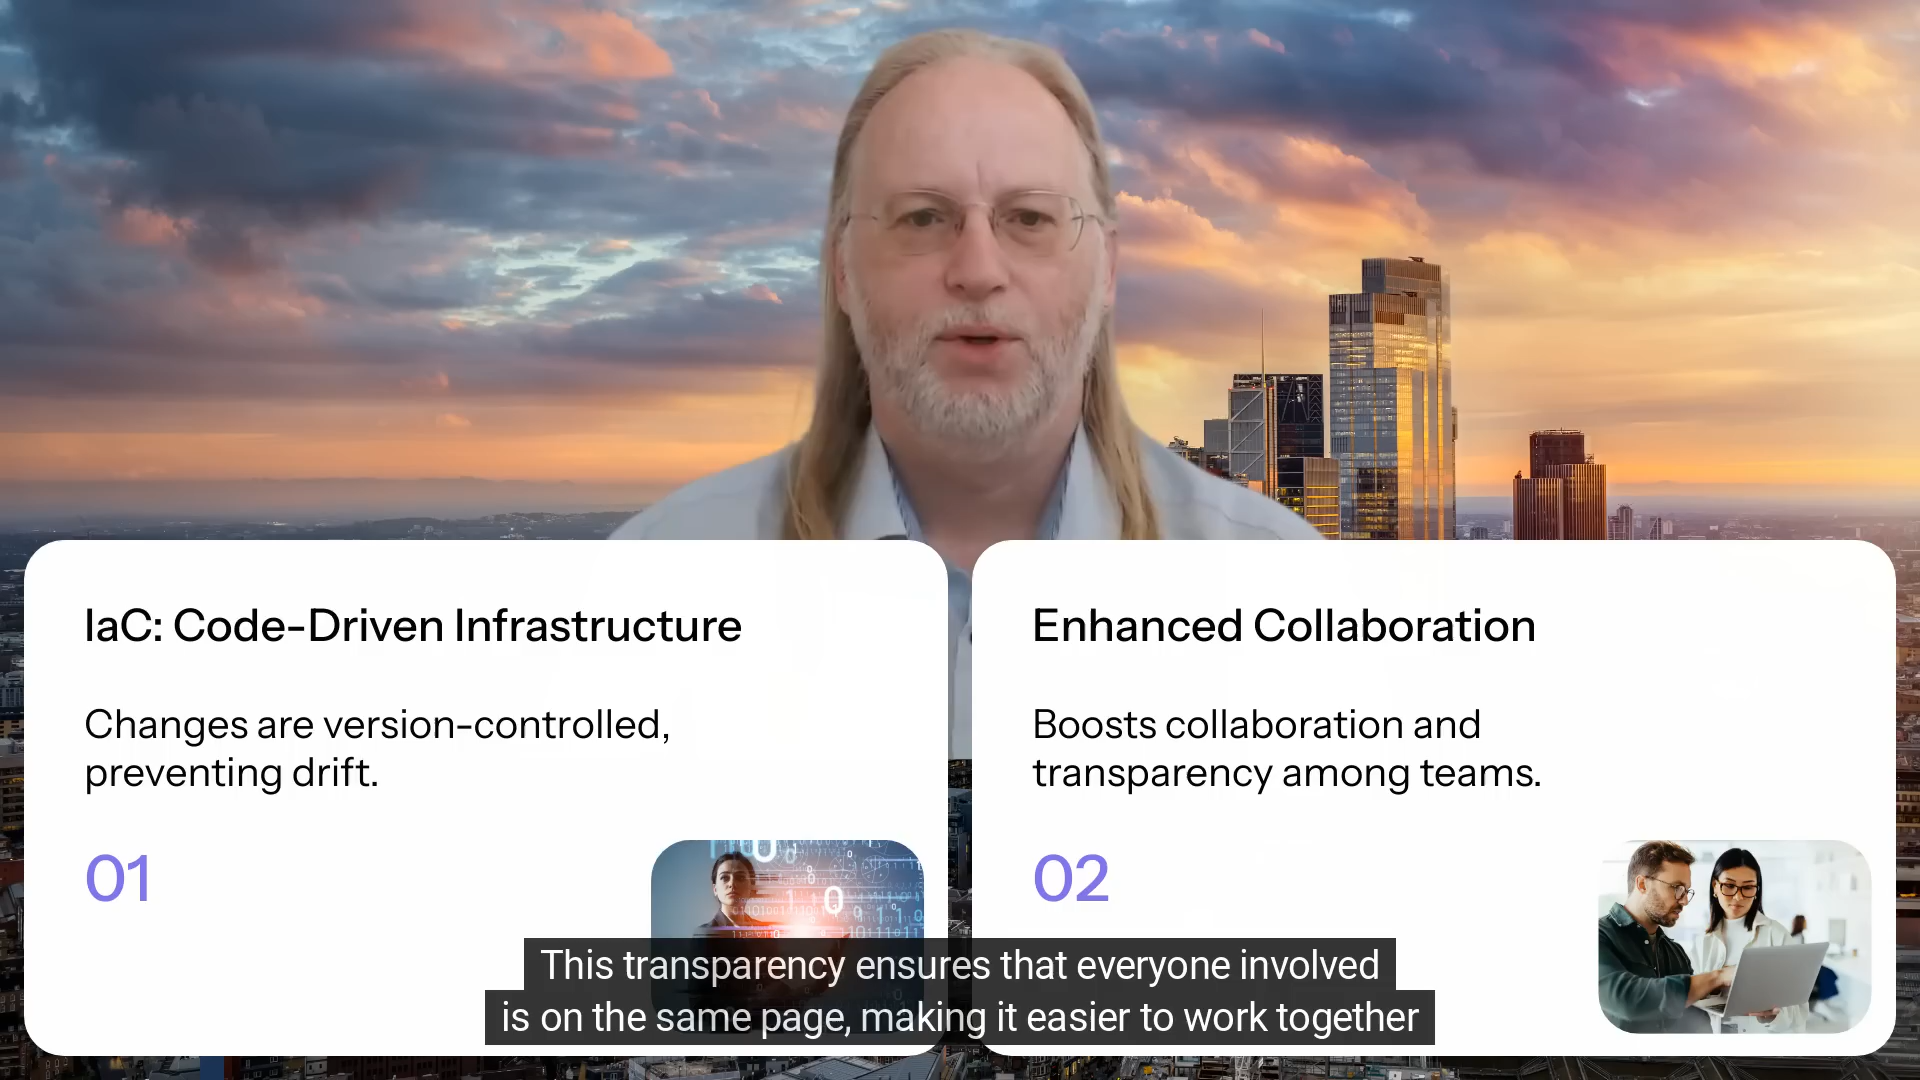 IaC: Code-Driven Infrastructure
Changes are version-controlled,
preventing drift.
01
Enhanced Collaboration
Boosts collaboration and
transparency among teams.
02
This transparency ensures that everyone involved
is on the same page, making it easier to work together